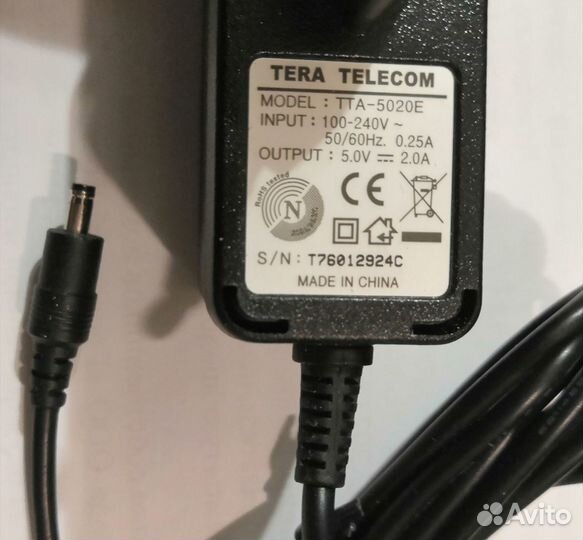 TERA TELECOM
MODEL : TTA-5020E
INPUT : 100-240V ~
50/60Hz. 0.25A
OUTPUT : 5.0V ⎓ 2.0A
RoHS tested
N
CE
S/N : T76012924C
MADE IN CHINA
Avito